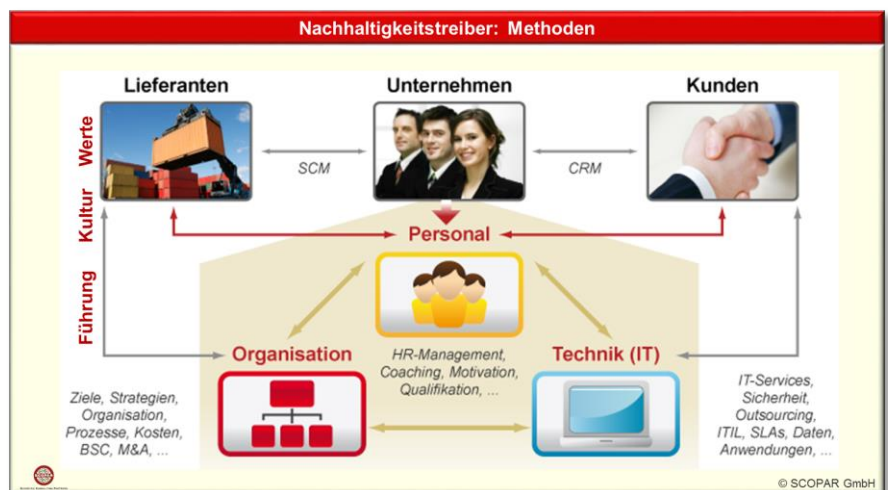 Nachhaltigkeitstreiber: Methoden
Lieferanten
Unternehmen
Kunden
SCM
CRM
Werte
Kultur
Führung
Personal
HR-Management,
Coaching, Motivation,
Qualifikation, ...
Organisation
Technik (IT)
Ziele, Strategien,
Organisation,
Prozesse, Kosten,
BSC, M&A, ...
IT-Services,
Sicherheit,
Outsourcing,
ITIL, SLAs, Daten,
Anwendungen, ...
© SCOPAR GmbH